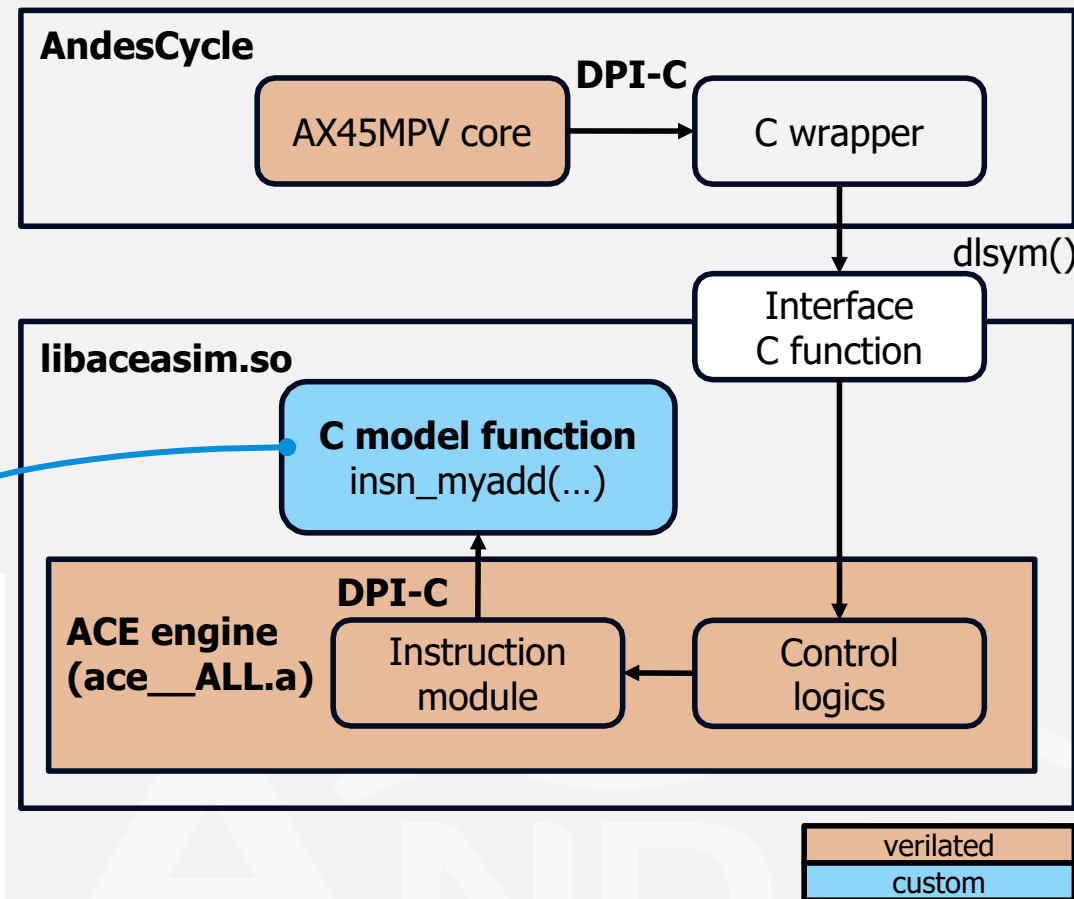 AndesCycle
DPI-C
AX45MPV core
C wrapper
dlsym()
Interface
C function
libaceasim.so
C model function
insn_myadd(…)
DPI-C
ACE engine
(ace__ALL.a)
Instruction
module
Control
logics
verilated
custom